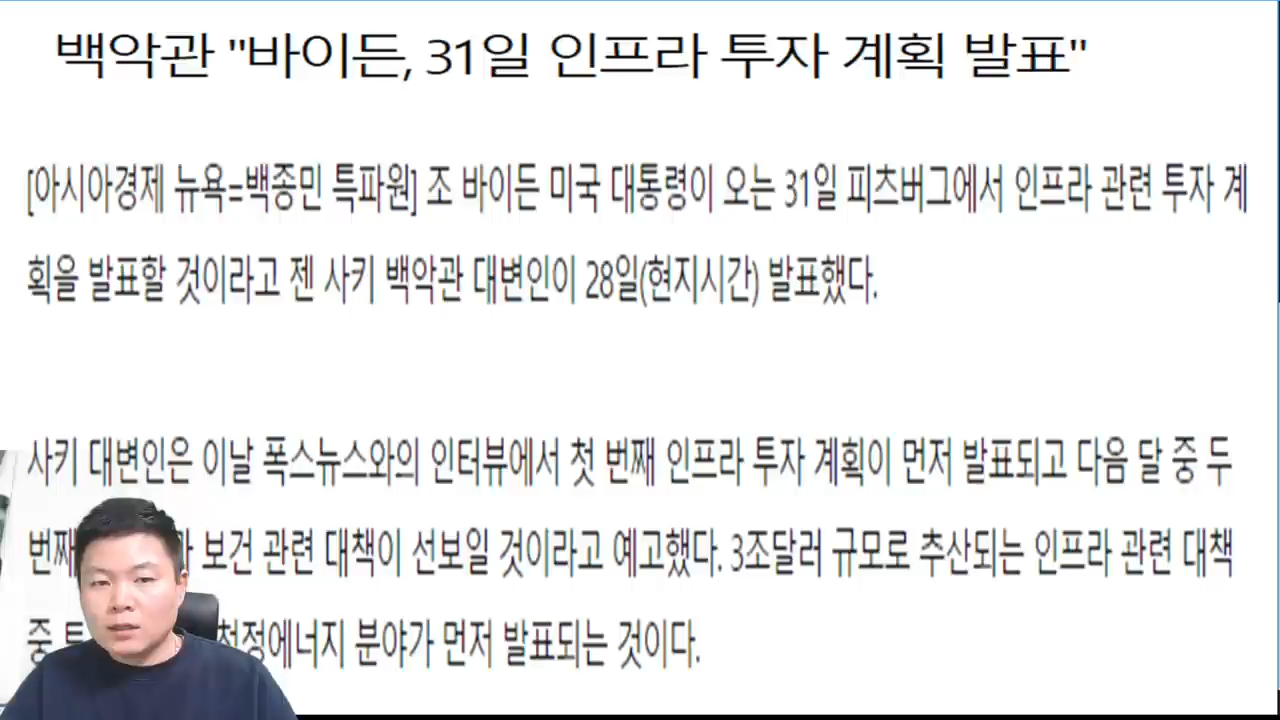 백악관 "바이든, 31일 인프라 투자 계획 발표"
[아시아경제 뉴욕=백종민 특파원] 조 바이든 미국 대통령이 오는 31일 피츠버그에서 인프라 관련 투자 계
획을 발표할 것이라고 젠 사키 백악관 대변인이 28일(현지시간) 발표했다.
사키 대변인은 이날 폭스뉴스와의 인터뷰에서 첫 번째 인프라 투자 계획이 먼저 발표되고 다음 달 중 두
번째 보건 관련 대책이 선보일 것이라고 예고했다. 3조달러 규모로 추산되는 인프라 관련 대책
중 청정에너지 분야가 먼저 발표되는 것이다.